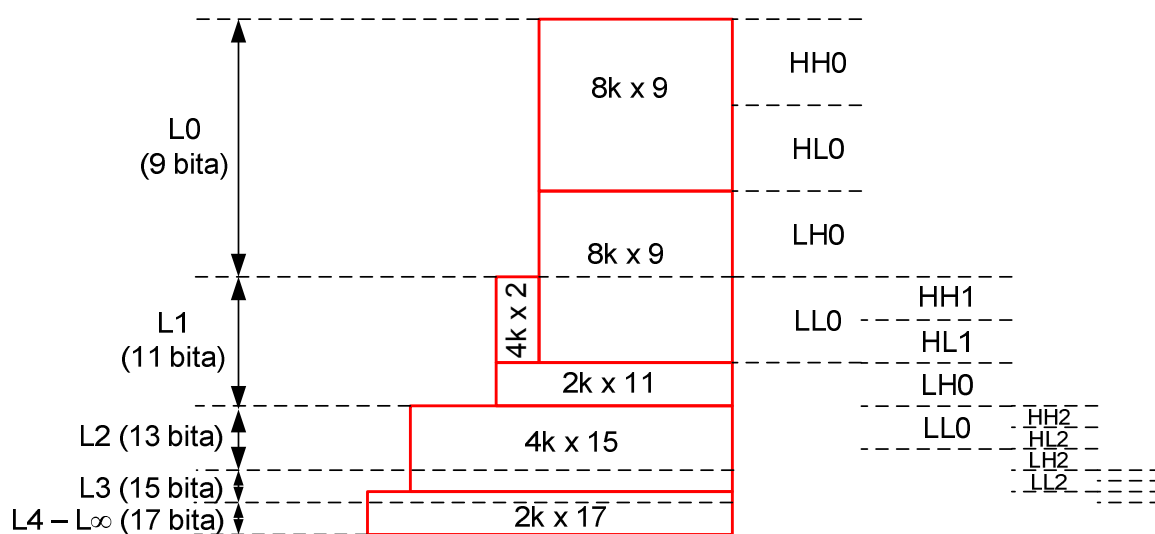 HH0
8k x 9
L0
(9 bita)
HL0
LH0
8k x 9
4k x 2
HH1
L1
(11 bita)
LL0
HL1
2k x 11
LH0
L2 (13 bita)
4k x 15
LL0
HH2
HL2
LH2
LL2
L3 (15 bita)
L4 – L∞ (17 bita)
2k x 17